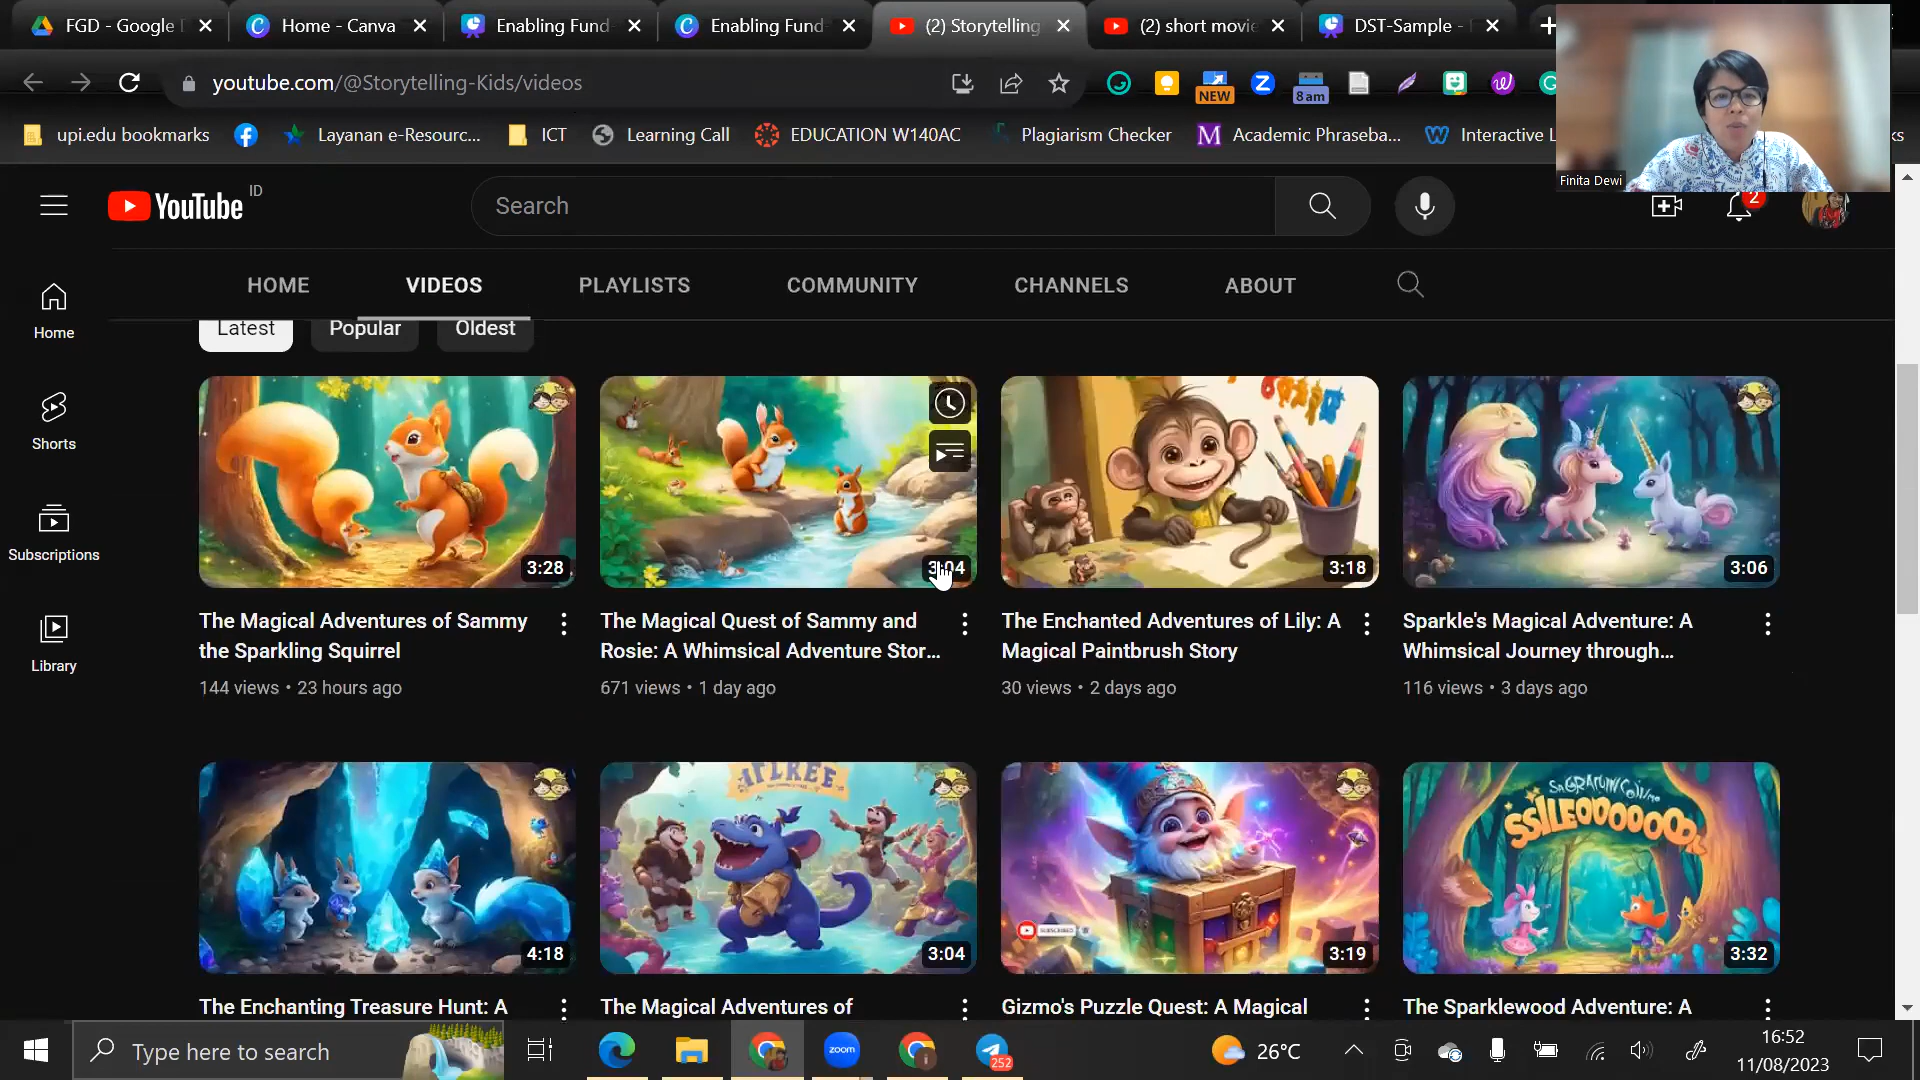 FGD - Google
Home - Canva
Enabling Fund
Enabling Fund
(2) Storytelling
(2) short movie
DST-Sample -
youtube.com/@Storytelling-Kids/videos
NEW
8am
upi.edu bookmarks
Layanan e-Resourc...
ICT
Learning Call
EDUCATION W140AC
Plagiarism Checker
Academic Phraseba...
Interactive L
Finita Dewi
YouTube ID
Search
2
HOME
VIDEOS
PLAYLISTS
COMMUNITY
CHANNELS
ABOUT
Home
Shorts
Subscriptions
Library
Latest
Popular
Oldest
3:28
3:04
3:18
3:06
The Magical Adventures of Sammy
the Sparkling Squirrel
144 views • 23 hours ago
The Magical Quest of Sammy and
Rosie: A Whimsical Adventure Stor...
671 views • 1 day ago
The Enchanted Adventures of Lily: A
Magical Paintbrush Story
30 views • 2 days ago
Sparkle's Magical Adventure: A
Whimsical Journey through...
116 views • 3 days ago
4:18
3:04
SUBSCRIBED
3:19
3:32
The Enchanting Treasure Hunt: A
The Magical Adventures of
Gizmo's Puzzle Quest: A Magical
The Sparklewood Adventure: A
Type here to search
zoom
252
26°C
16:52
11/08/2023